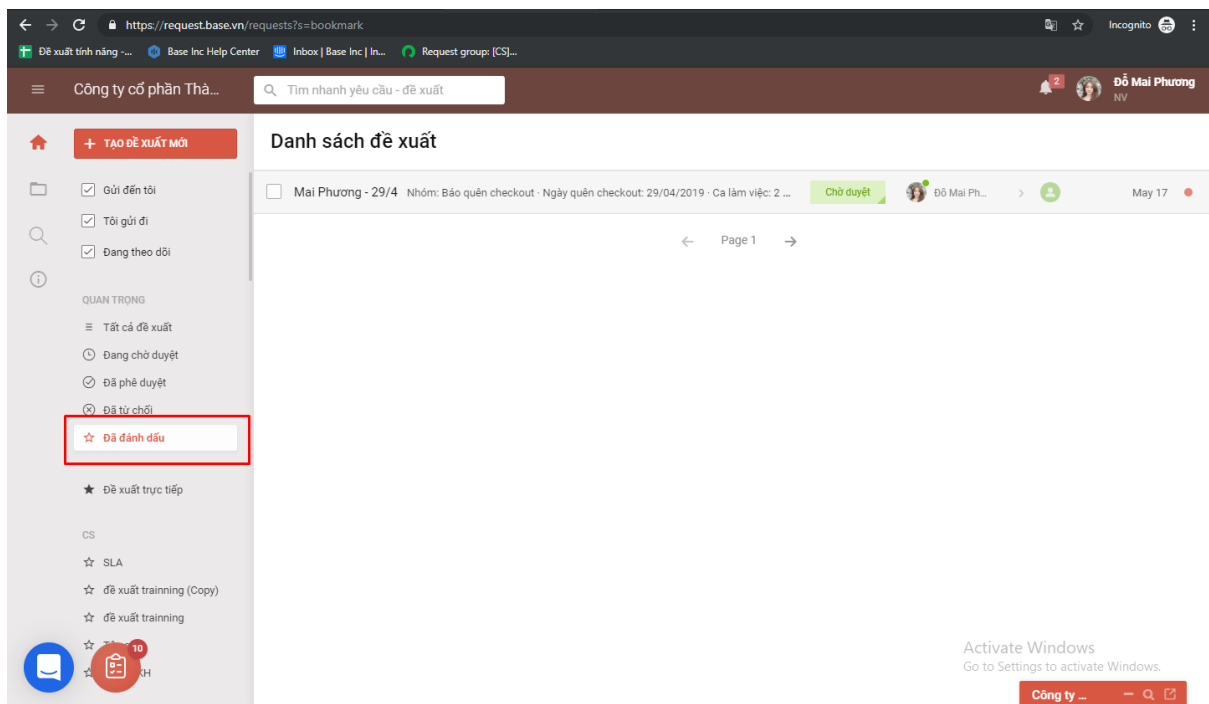 https://request.base.vn/requests?s=bookmark
Incognito
Đề xuất tính năng -...
Base Inc Help Center
Inbox | Base Inc | In...
Request group: [CS]...
Công ty cổ phần Thà...
Tìm nhanh yêu cầu - đề xuất
2
Đỗ Mai Phương
NV
+ TẠO ĐỀ XUẤT MỚI
Danh sách đề xuất
Gửi đến tôi
Tôi gửi đi
Đang theo dõi
Mai Phương - 29/4 Nhóm: Báo quên checkout · Ngày quên checkout: 29/04/2019 · Ca làm việc: 2 ...
Chờ duyệt
Đỗ Mai Ph...
May 17
Page 1
QUAN TRỌNG
Tất cả đề xuất
Đang chờ duyệt
Đã phê duyệt
Đã từ chối
Đã đánh dấu
Đề xuất trực tiếp
CS
SLA
đề xuất trainning (Copy)
đề xuất trainning
10
KH
Activate Windows
Go to Settings to activate Windows.
Công ty ...